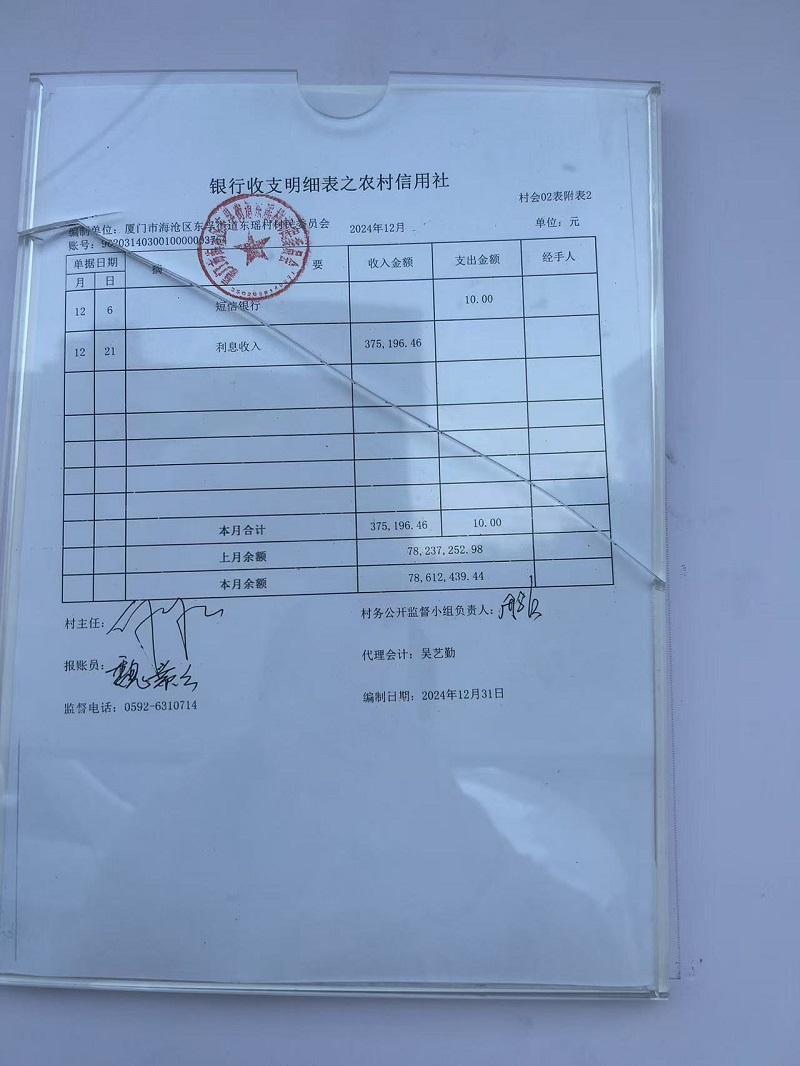 银行收支明细表之农村信用社
村会02表附表2
编制单位：厦门市海沧区东孚街道东瑶村村民委员会 2024年12月 单位：元
账号：
单据日期 摘 要 收入金额 支出金额 经手人
月 日
12 6 短信银行 10.00
12 21 利息收入 375,196.46
本月合计 375,196.46 10.00
上月余额 78,237,252.98
本月余额 78,612,439.44
村主任： 村务公开监督小组负责人：
报账员： 代理会计：吴艺勤
监督电话：0592-6310714 编制日期：2024年12月31日